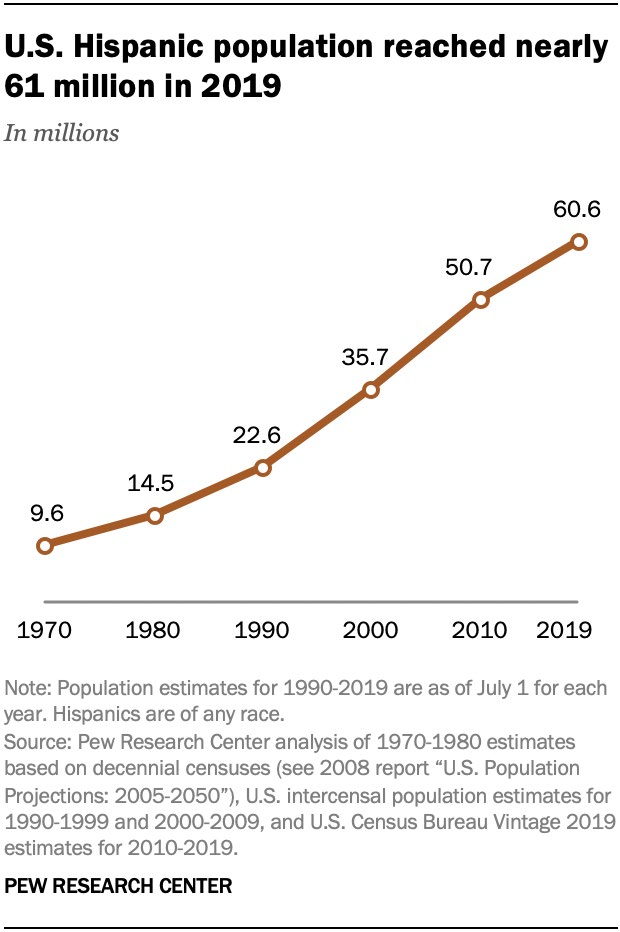 U.S. Hispanic population reached nearly
61 million in 2019
In millions
60.6
50.7
35.7
22.6
14.5
9.6
1970 1980 1990 2000 2010 2019
Note: Population estimates for 1990-2019 are as of July 1 for each
year. Hispanics are of any race.
Source: Pew Research Center analysis of 1970-1980 estimates
based on decennial censuses (see 2008 report “U.S. Population
Projections: 2005-2050”), U.S. intercensal population estimates for
1990-1999 and 2000-2009, and U.S. Census Bureau Vintage 2019
estimates for 2010-2019.
PEW RESEARCH CENTER